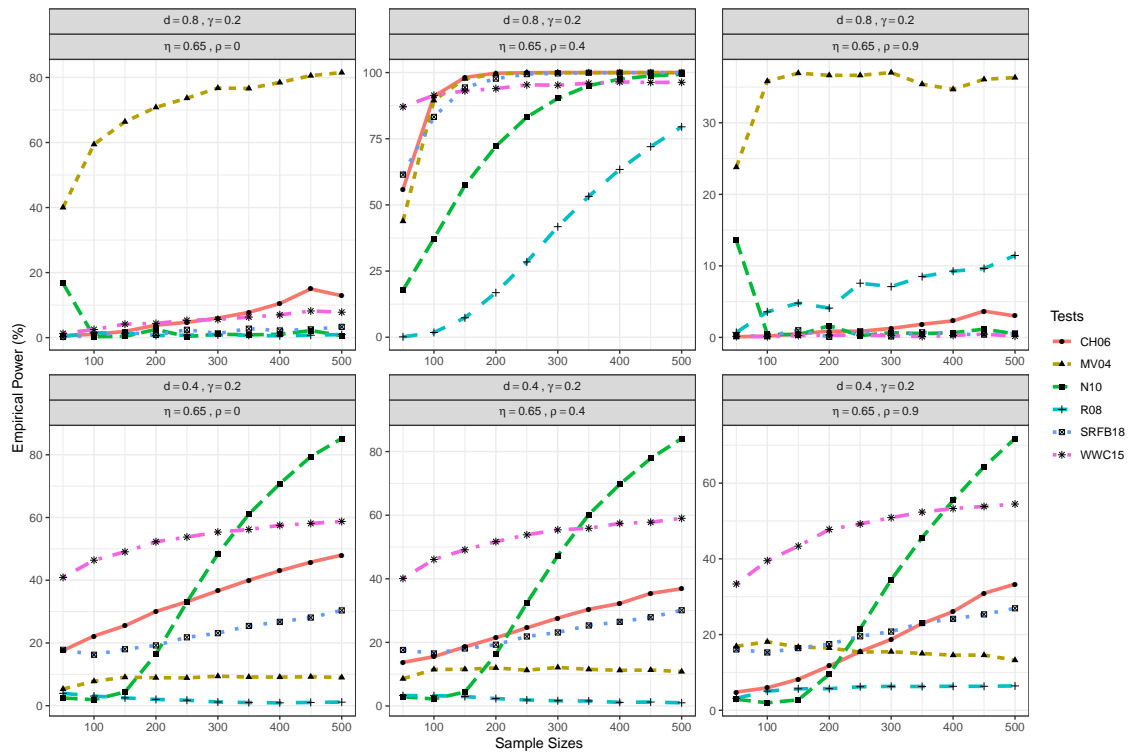 d = 0.8 , γ = 0.2
η = 0.65 , ρ = 0
d = 0.8 , γ = 0.2
η = 0.65 , ρ = 0.4
d = 0.8 , γ = 0.2
η = 0.65 , ρ = 0.9
80
60
40
20
0
100
75
50
25
0
30
20
10
0
100 200 300 400 500
100 200 300 400 500
100 200 300 400 500
d = 0.4 , γ = 0.2
η = 0.65 , ρ = 0
d = 0.4 , γ = 0.2
η = 0.65 , ρ = 0.4
d = 0.4 , γ = 0.2
η = 0.65 , ρ = 0.9
80
60
40
20
0
80
60
40
20
0
60
40
20
0
100 200 300 400 500
100 200 300 400 500
100 200 300 400 500
Empirical Power (%)
Sample Sizes
Tests
CH06
MV04
N10
R08
SRFB18
WWC15